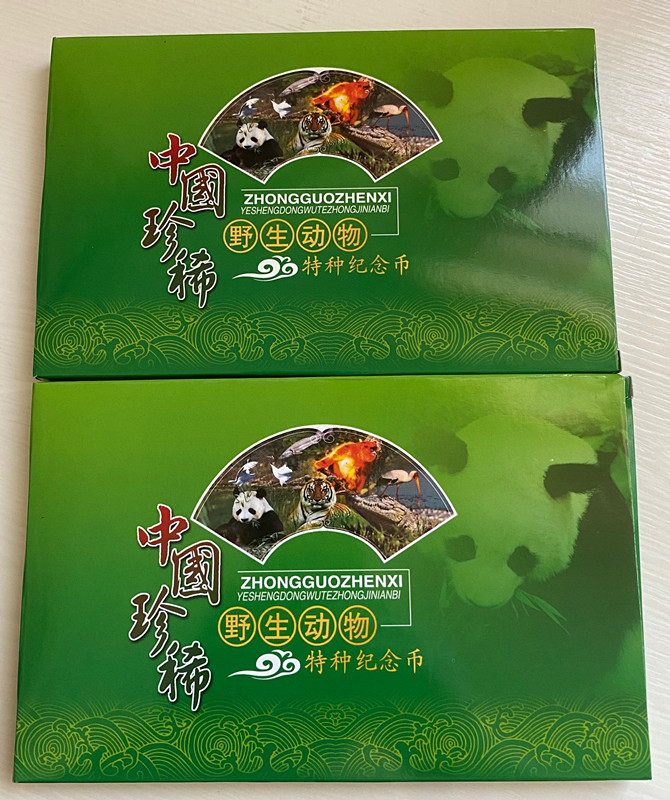 中國
珍稀
ZHONGGUOZHENXI
YESHENGDONGWUTEZHONGJINIANBI
野生动物
特种纪念币
中國
珍稀
ZHONGGUOZHENXI
YESHENGDONGWUTEZHONGJINIANBI
野生动物
特种纪念币